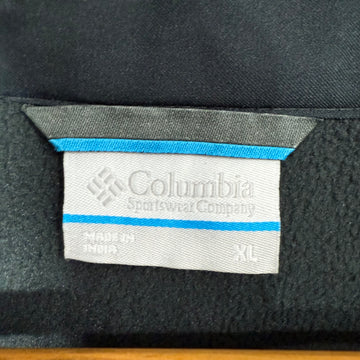 Columbia
Sportswear Company
MADE IN
INDIA
XL